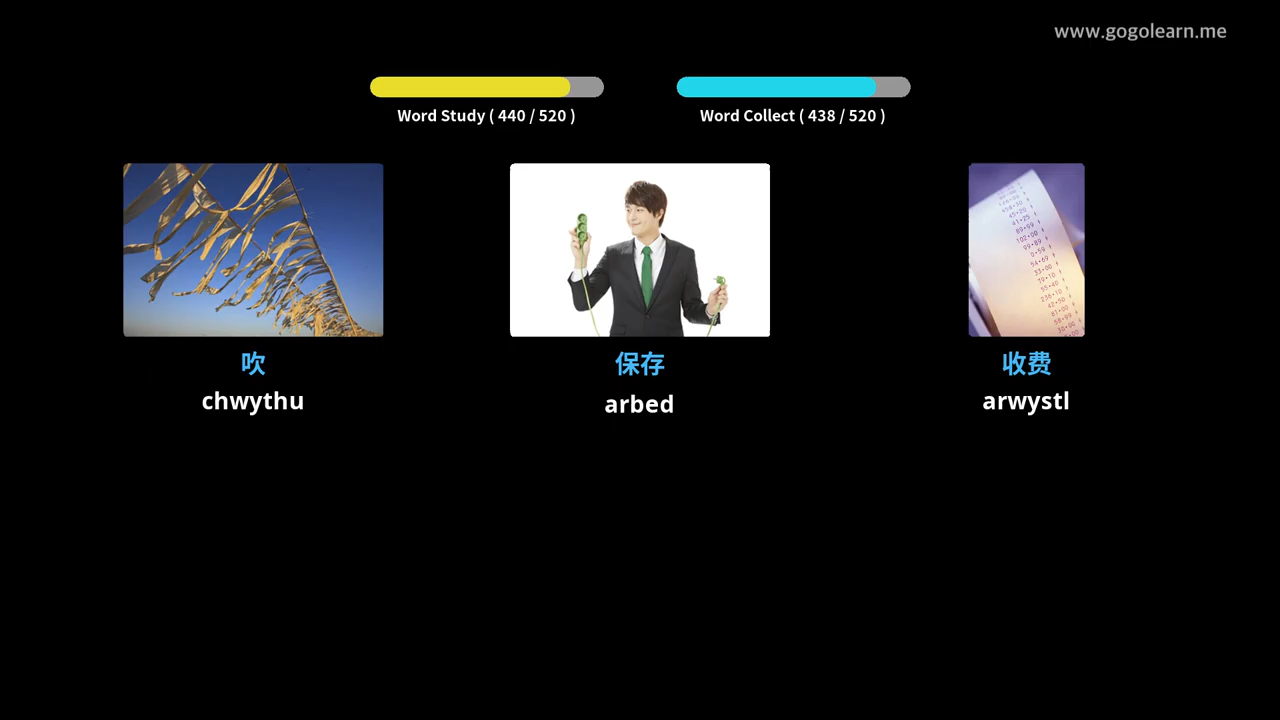 www.gogolearn.me
Word Study ( 440 / 520 )
Word Collect ( 438 / 520 )
吹
保存
收费
chwythu
arbed
arwystl